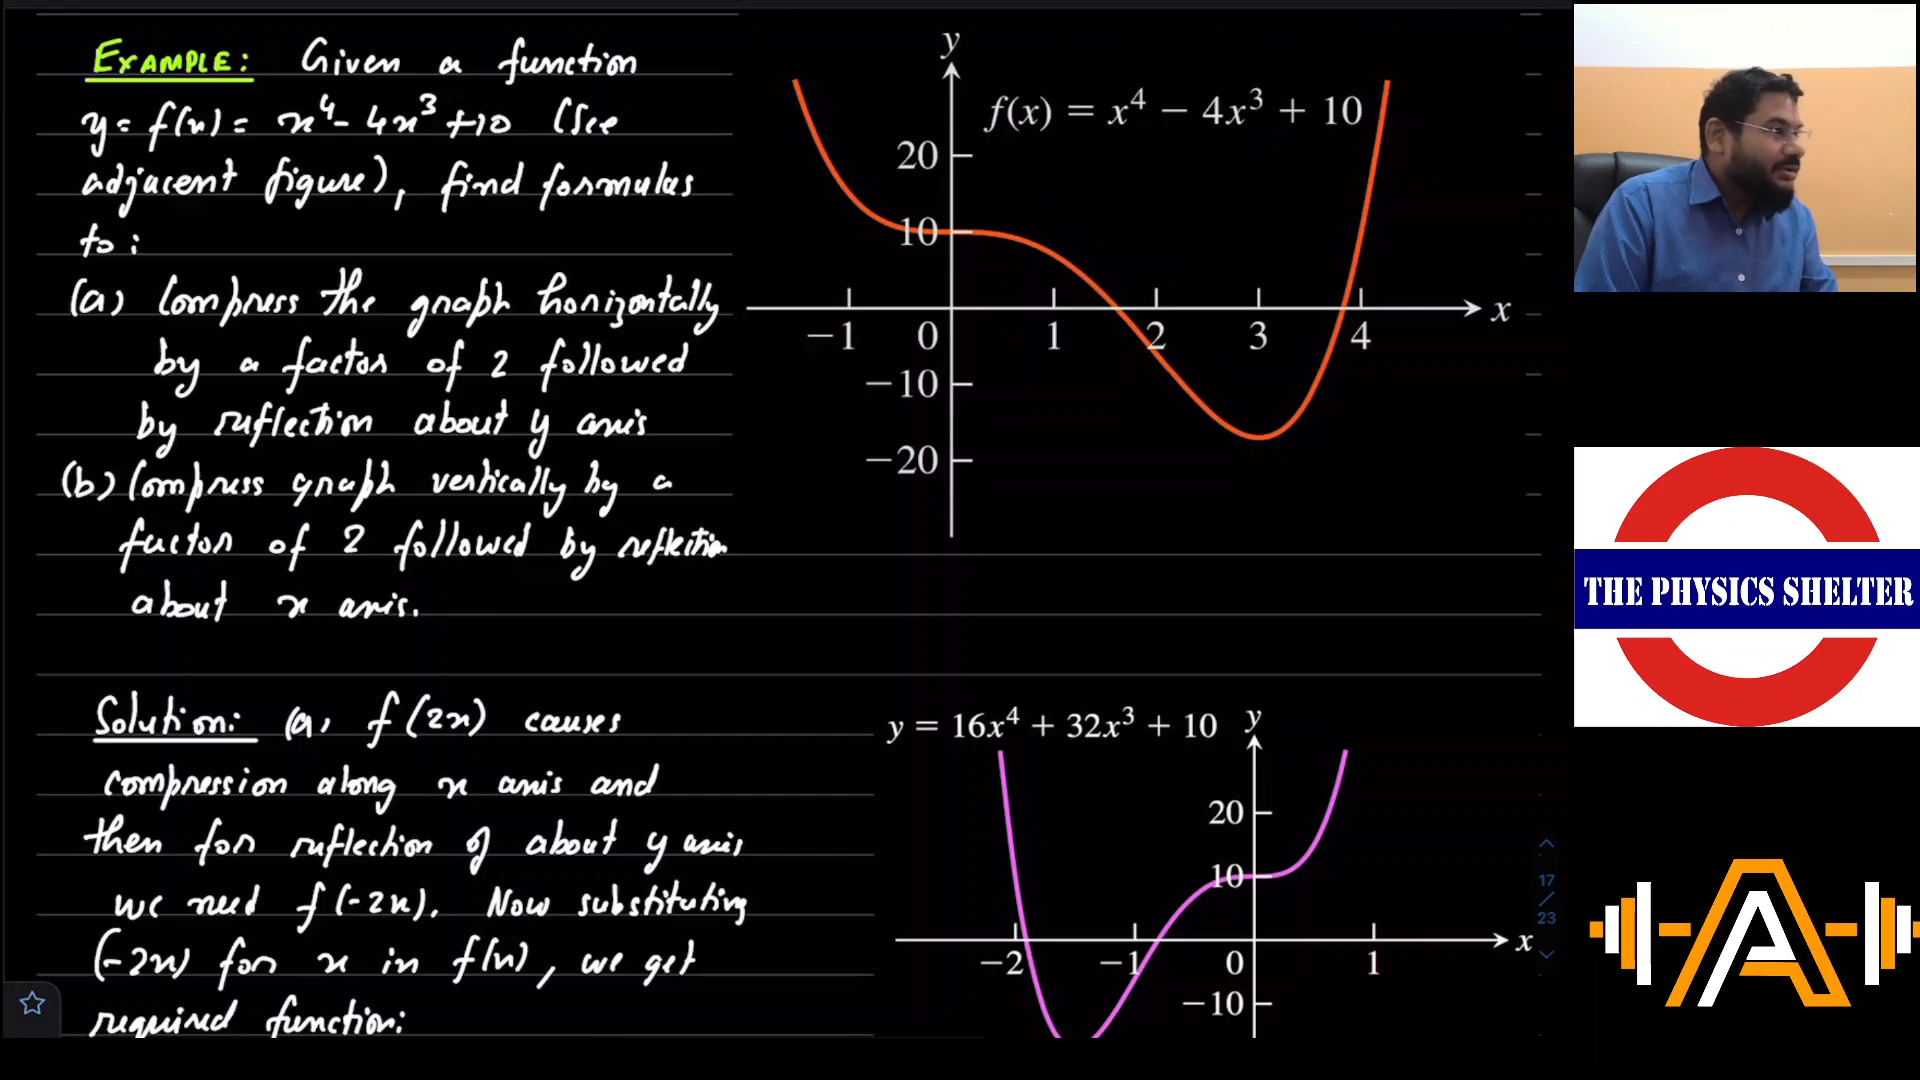 EXAMPLE: Given a function
y = f(x) = x⁴ - 4x³ + 10 (See
adjacent figure), find formulas
to:
(a) Compress the graph horizontally
by a factor of 2 followed
by reflection about y axis
(b) Compress graph vertically by a
factor of 2 followed by reflection
about x axis.
y
f(x) = x⁴ − 4x³ + 10
20
10
−1 0 1 2 3 4 x
−10
−20
Solution: (a) f(2x) causes
compression along x axis and
then for reflection of about y axis
we need f(-2x). Now substituting
(-2x) for x in f(x), we get
required function:
y = 16x⁴ + 32x³ + 10 y
20
10
−2 −1 0 1 x
−10
17
/
23
THE PHYSICS SHELTER
A